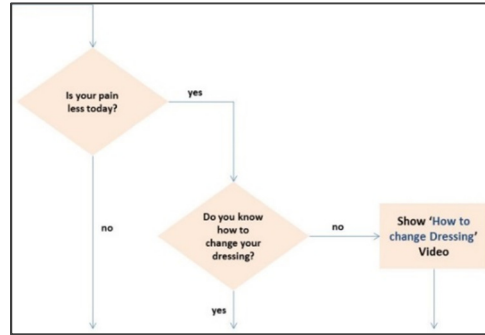 Is your pain
less today?
yes
no
Do you know
how to
change your
dressing?
no
yes
Show 'How to
change Dressing'
Video